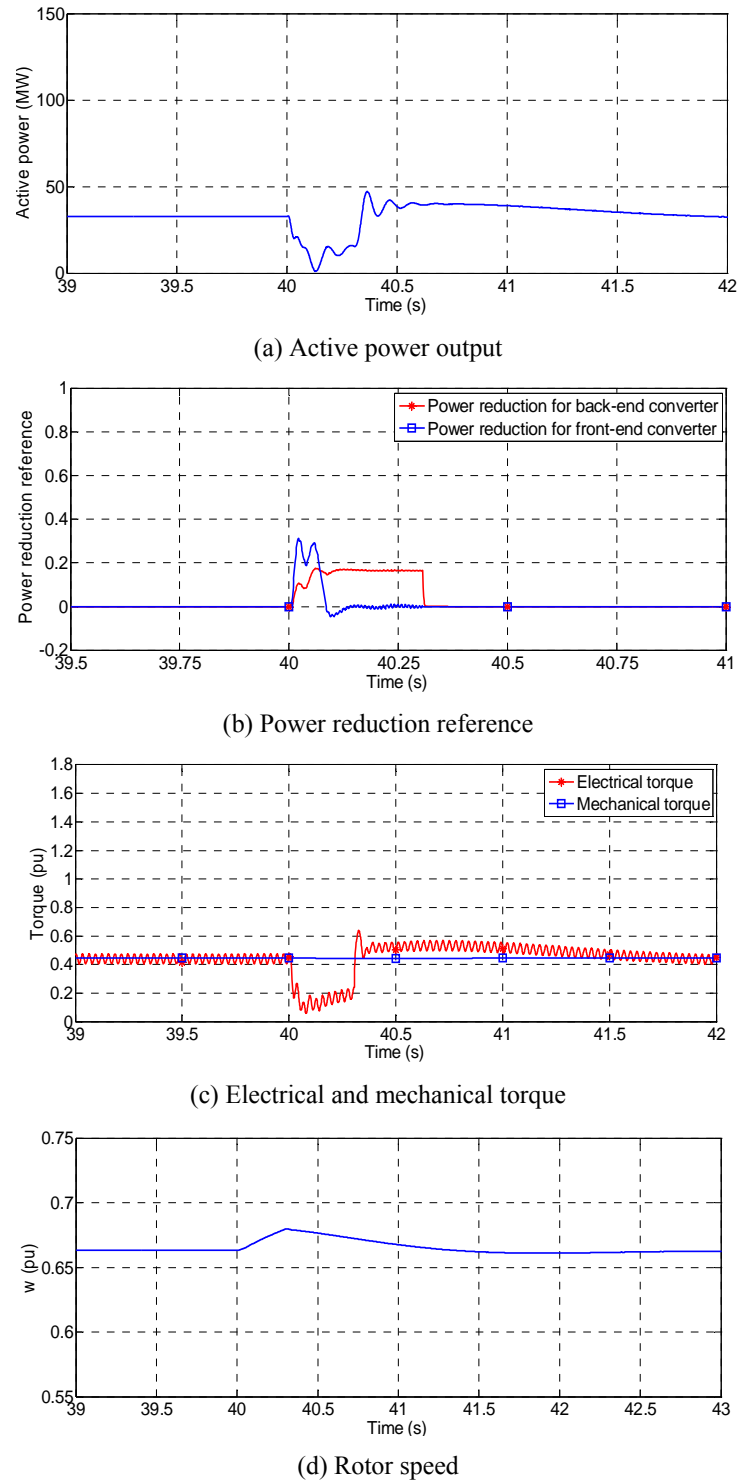 150
100
50
0
Active power (MW)
39 39.5 40 40.5 41 41.5 42
Time (s)
(a) Active power output
1
0.8
0.6
0.4
0.2
0
-0.2
Power reduction reference
Power reduction for back-end converter
Power reduction for front-end converter
39.5 39.75 40 40.25 40.5 40.75 41
Time (s)
(b) Power reduction reference
1.8
1.6
1.4
1.2
1
0.8
0.6
0.4
0.2
0
Torque (pu)
Electrical torque
Mechanical torque
39 39.5 40 40.5 41 41.5 42
Time (s)
(c) Electrical and mechanical torque
0.75
0.7
0.65
0.6
0.55
w (pu)
39 39.5 40 40.5 41 41.5 42 42.5 43
Time (s)
(d) Rotor speed